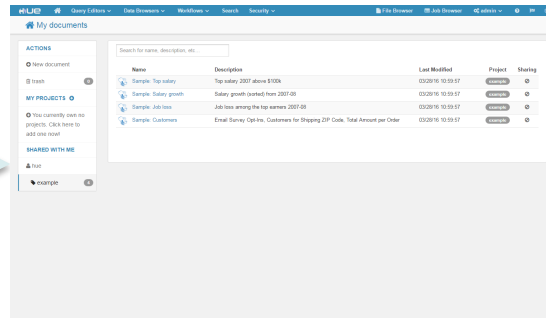 HUE Query Editors Data Browsers Workflows Search Security File Browser Job Browser admin
My documents
ACTIONS
New document
trash 0
MY PROJECTS
You currently own no projects. Click here to add one now!
SHARED WITH ME
hue
example
Search for name, description, etc...
Name Description Last Modified Project Sharing
Sample: Top salary Top salary 2007 above $100k 03/28/16 10:59:57 example
Sample: Salary growth Salary growth (sorted) from 2007-08 03/28/16 10:59:57 example
Sample: Job loss Job loss among the top earners 2007-08 03/28/16 10:59:57 example
Sample: Customers Email Survey Opt-Ins, Customers for Shipping ZIP Code, Total Amount per Order 03/28/16 10:59:57 example